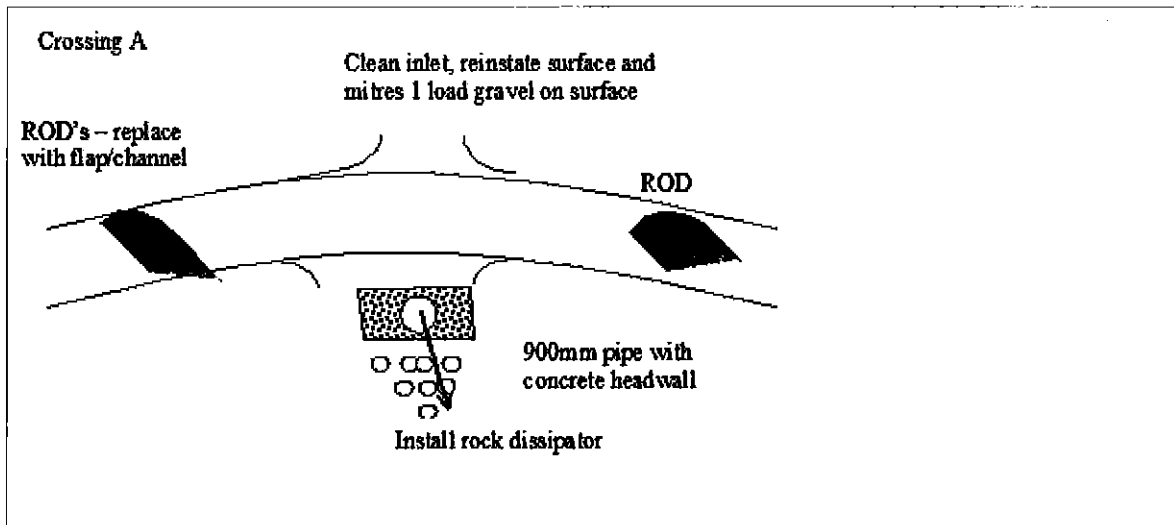 Crossing A
Clean inlet, reinstate surface and
mitres 1 load gravel on surface
ROD's – replace
with flap/channel
ROD
900mm pipe with
concrete headwall
Install rock dissipator